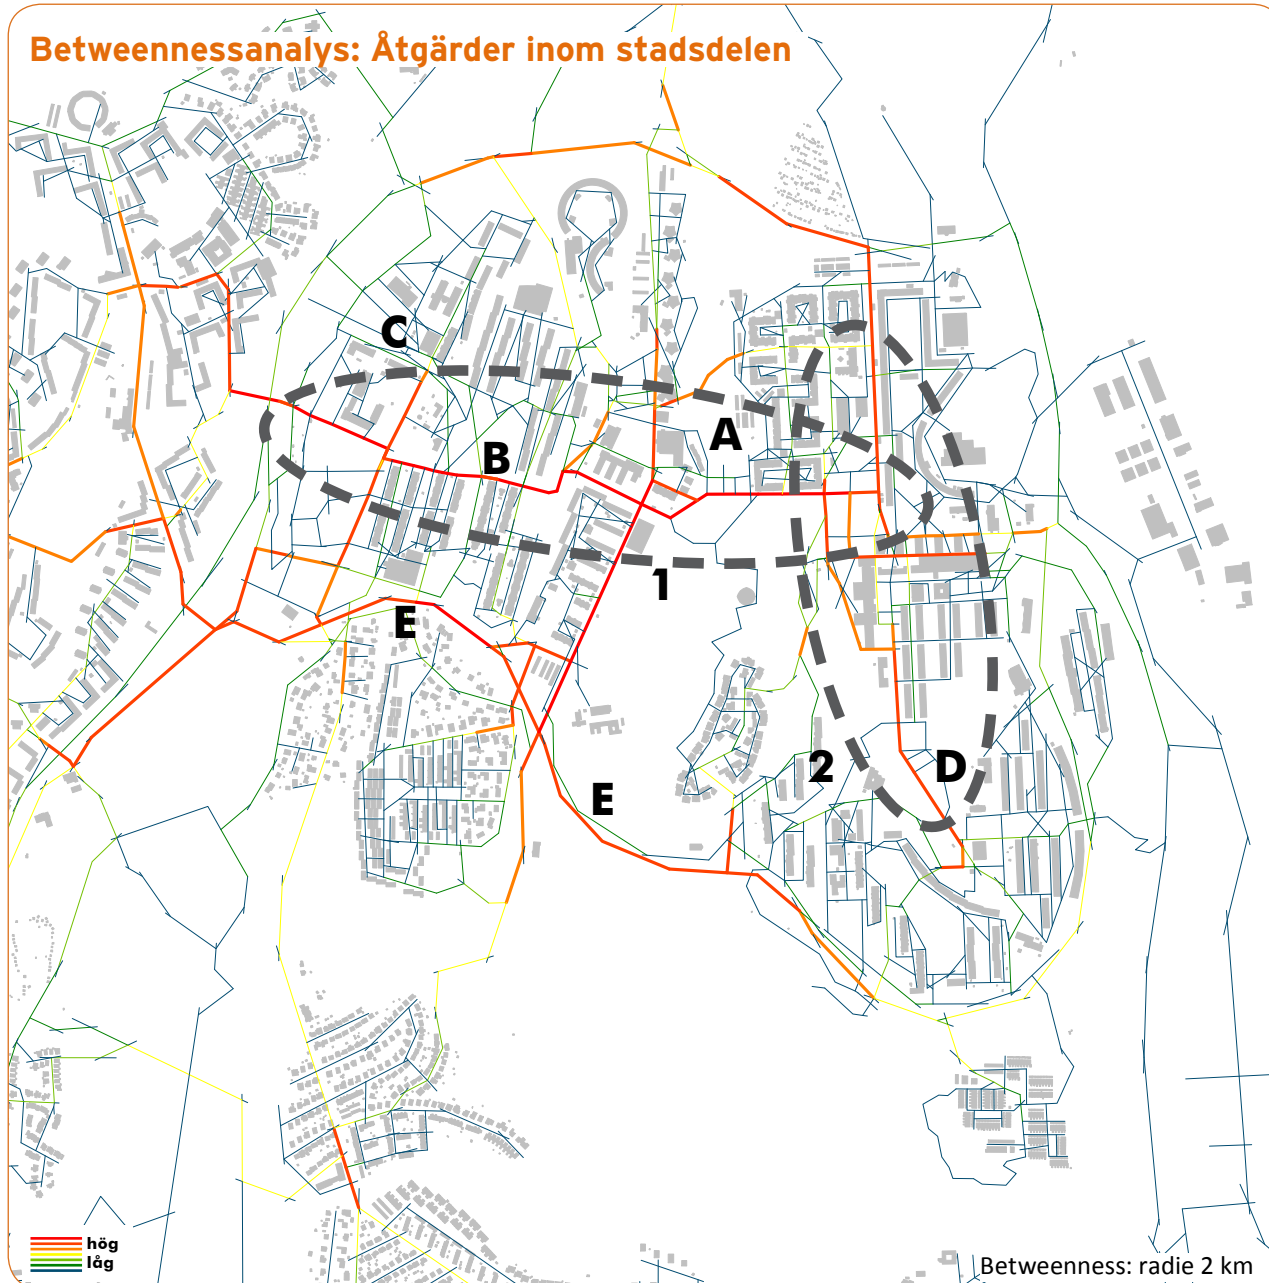 Betweennessanalys: Åtgärder inom stadsdelen
C
A
B
1
E
2
D
E
hög
låg
Betweenness: radie 2 km